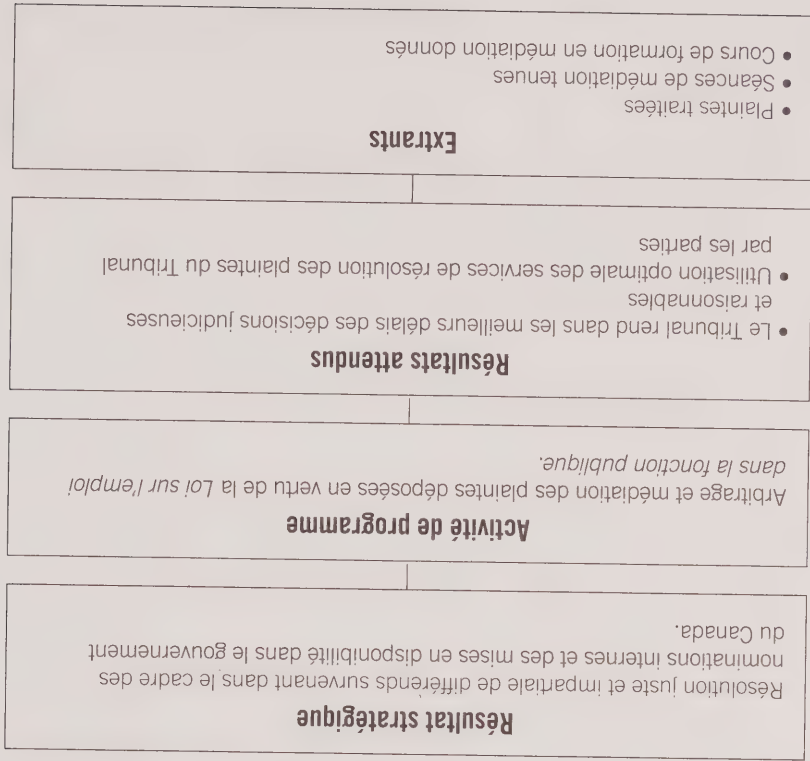 Résultat stratégique
Résolution juste et impartiale de différends survenant dans le cadre des
nominations internes et des mises en disponibilité dans le gouvernement
du Canada.
Activité de programme
Arbitrage et médiation des plaintes déposées en vertu de la Loi sur l'emploi
dans la fonction publique.
Résultats attendus
• Le Tribunal rend dans les meilleurs délais des décisions judicieuses
et raisonnables
• Utilisation optimale des services de résolution des plaintes du Tribunal
par les parties
Extrants
• Plaintes traitées
• Séances de médiation tenues
• Cours de formation en médiation donnés